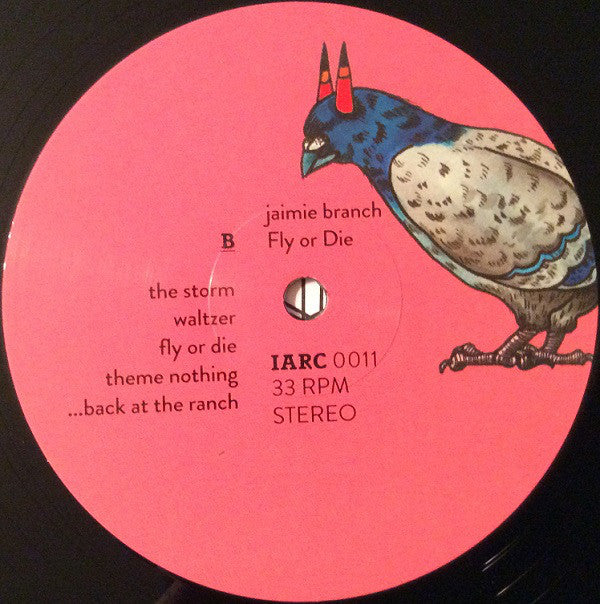 jaimie branch
B Fly or Die
the storm
waltzer
fly or die
theme nothing
...back at the ranch
IARC 0011
33 RPM
STEREO